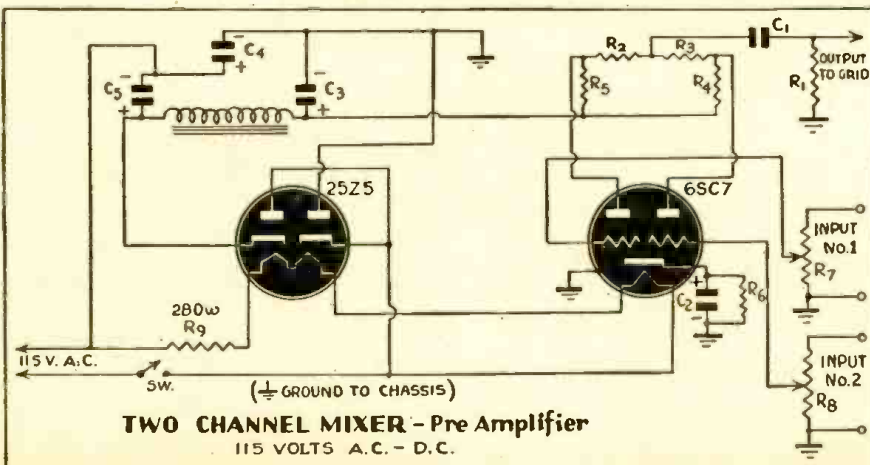 C₁
C₄
R₂
R₃
OUTPUT
TO GRID
C₅
C₃
R₅
R₄
R₁
25Z5
6SC7
INPUT
No.1
R₇
C₂
R₆
280ω
R₉
115 V. A.C.
SW.
(⏚ GROUND TO CHASSIS)
INPUT
No.2
R₈
TWO CHANNEL MIXER - Pre Amplifier
115 VOLTS A.C. - D.C.